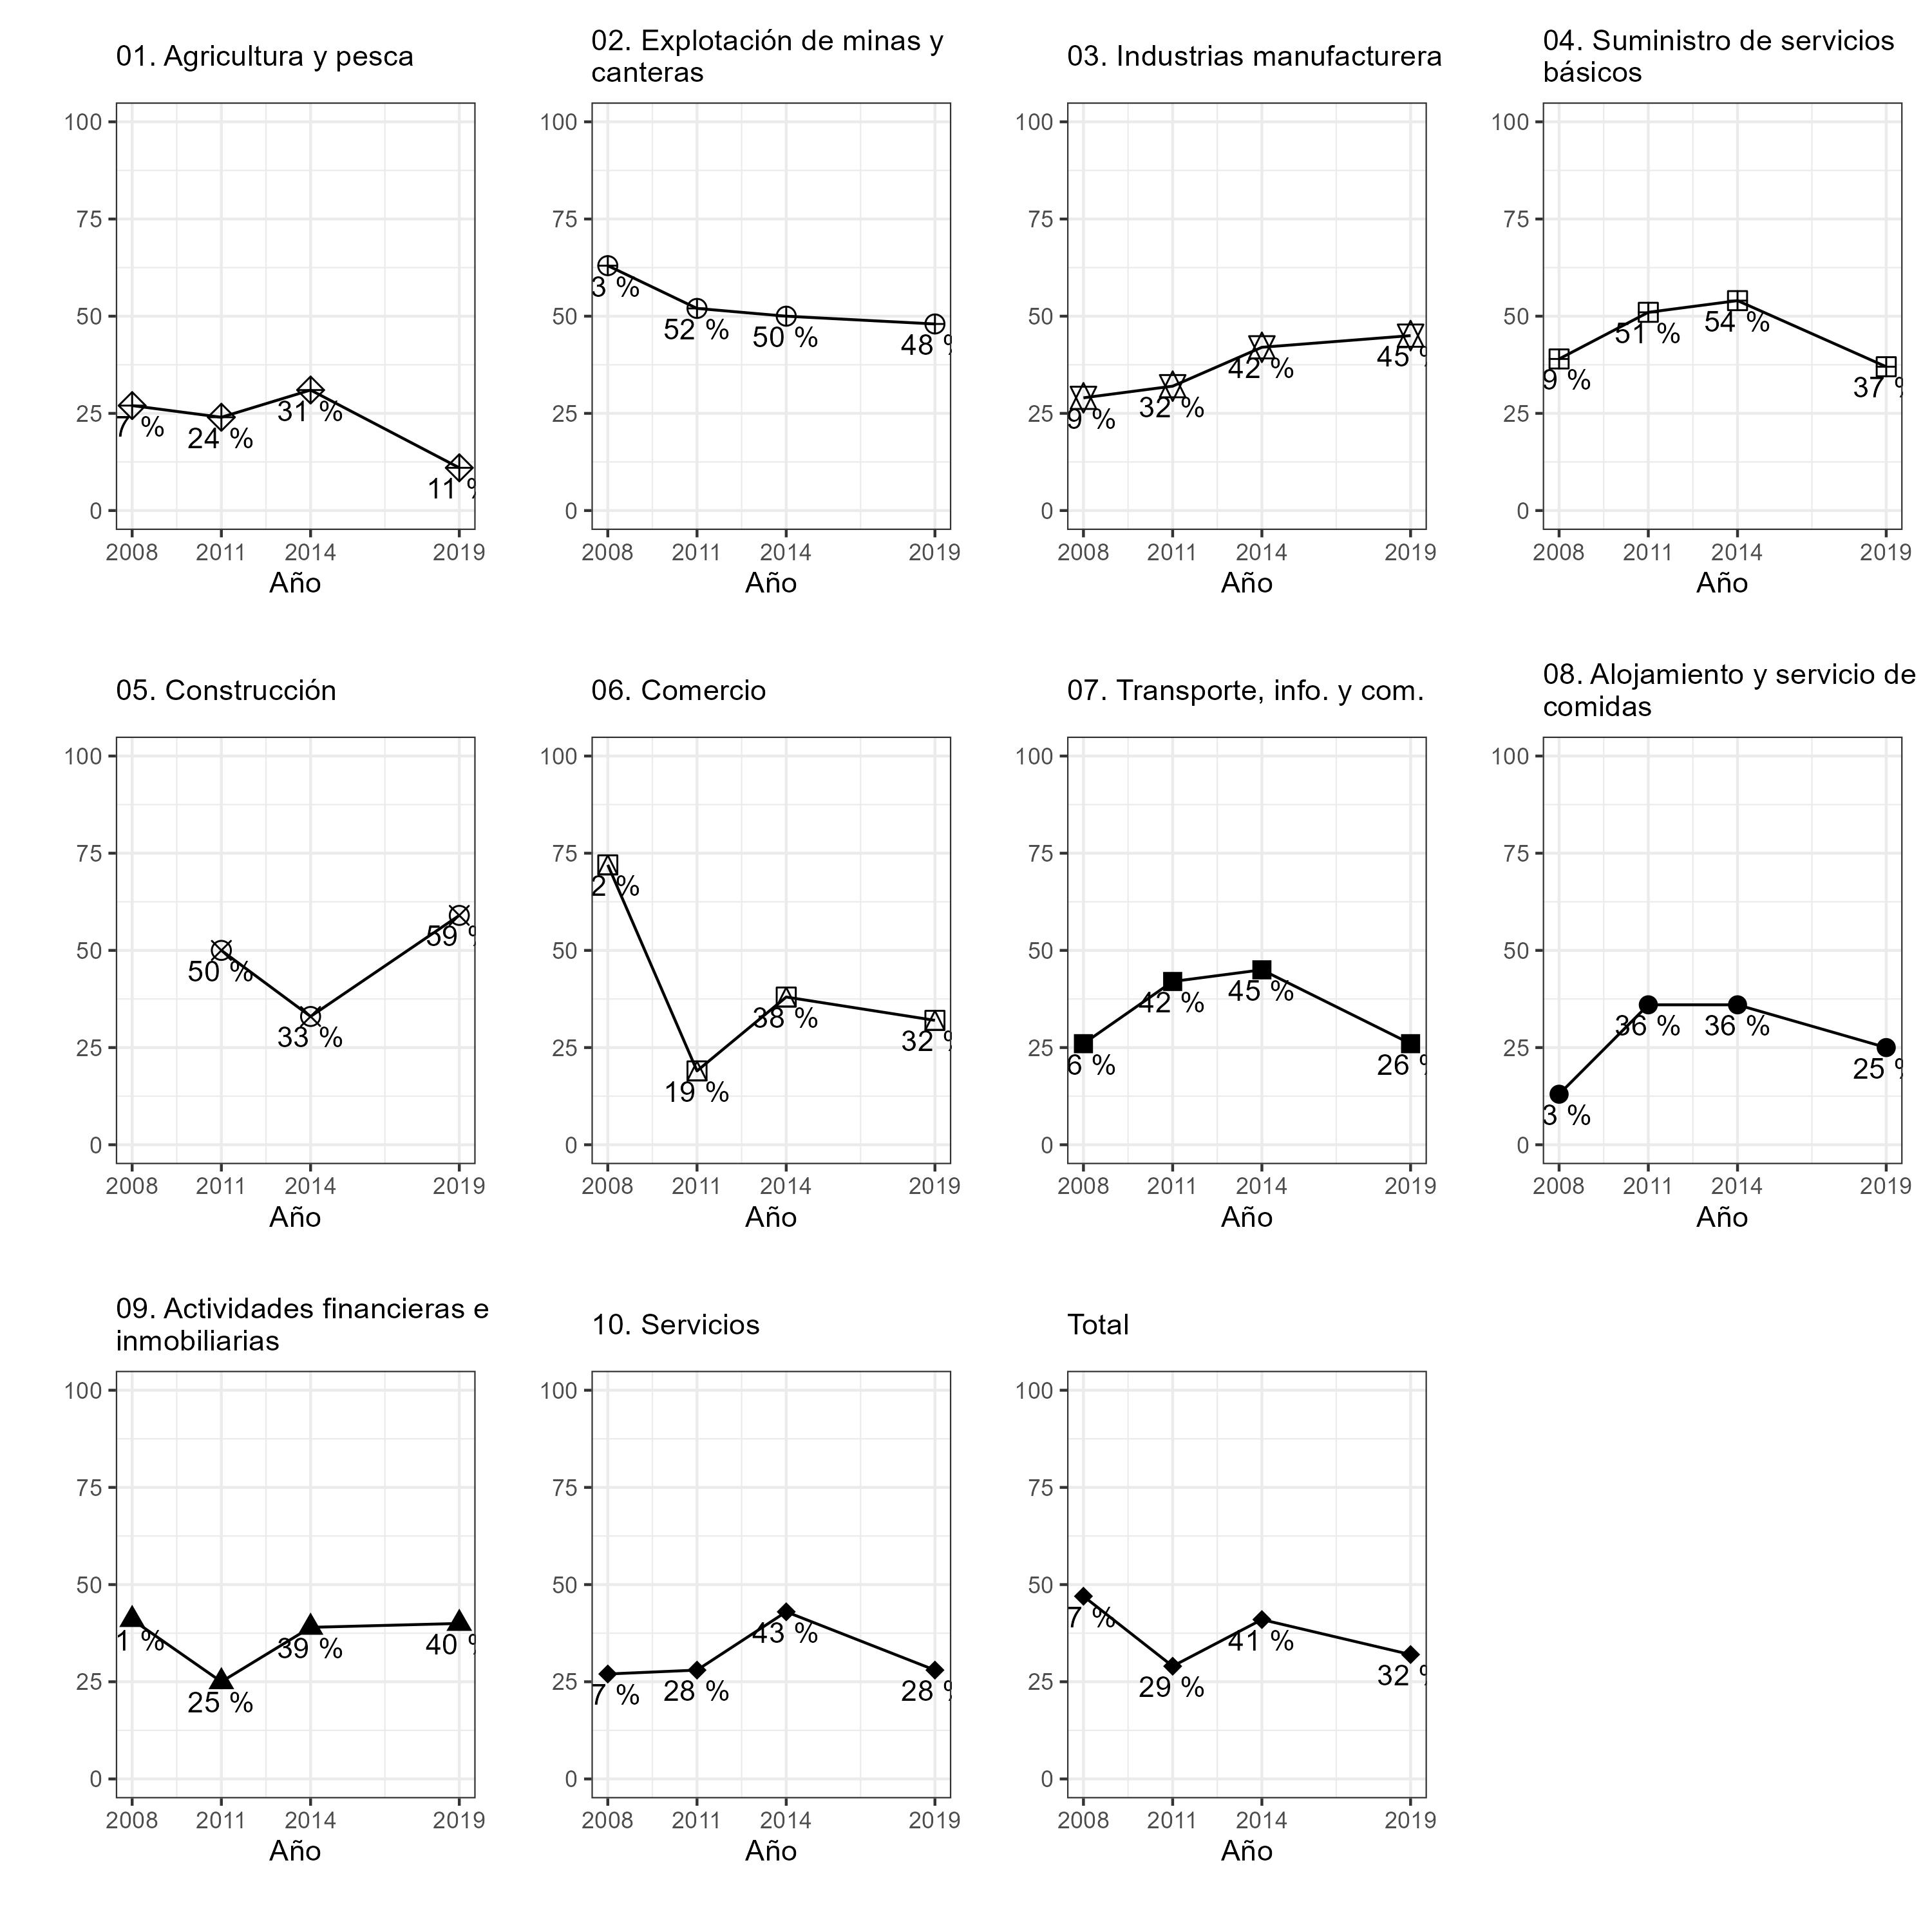 01. Agricultura y pesca
100
75
50
25
0
7 %
24 %
31 %
11 %
2008 2011 2014 2019
Año
02. Explotación de minas y
canteras
100
75
50
25
0
3 %
52 %
50 %
48 %
2008 2011 2014 2019
Año
03. Industrias manufacturera
100
75
50
25
0
9 %
32 %
42 %
45 %
2008 2011 2014 2019
Año
04. Suministro de servicios
básicos
100
75
50
25
0
9 %
51 %
54 %
37 %
2008 2011 2014 2019
Año
05. Construcción
100
75
50
25
0
50 %
33 %
59 %
2008 2011 2014 2019
Año
06. Comercio
100
75
50
25
0
2 %
19 %
38 %
32 %
2008 2011 2014 2019
Año
07. Transporte, info. y com.
100
75
50
25
0
6 %
42 %
45 %
26 %
2008 2011 2014 2019
Año
08. Alojamiento y servicio de
comidas
100
75
50
25
0
3 %
36 %
36 %
25 %
2008 2011 2014 2019
Año
09. Actividades financieras e
inmobiliarias
100
75
50
25
0
1 %
25 %
39 %
40 %
2008 2011 2014 2019
Año
10. Servicios
100
75
50
25
0
7 %
28 %
43 %
28 %
2008 2011 2014 2019
Año
Total
100
75
50
25
0
7 %
29 %
41 %
32 %
2008 2011 2014 2019
Año